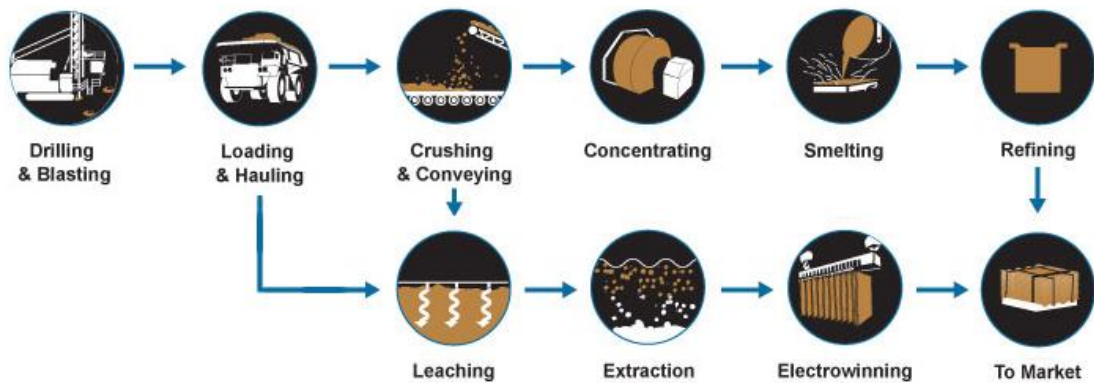 Drilling
& Blasting
Loading
& Hauling
Crushing
& Conveying
Concentrating
Smelting
Refining
Leaching
Extraction
Electrowinning
To Market